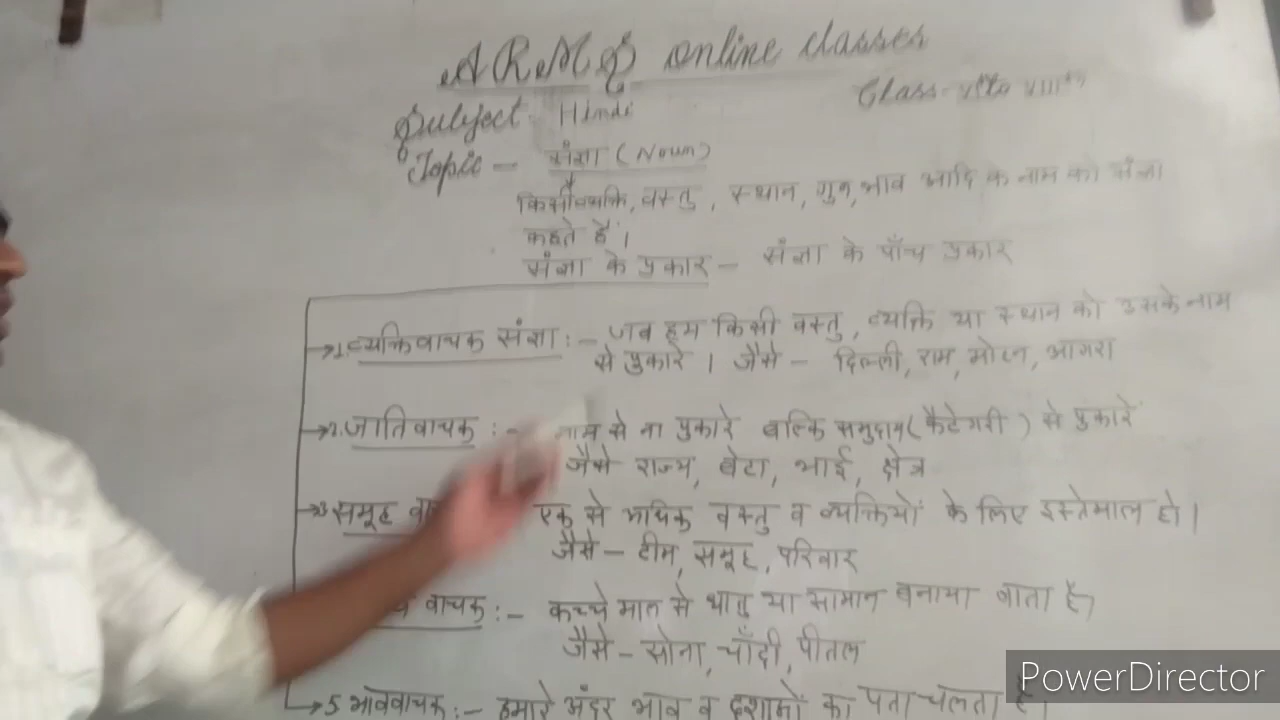 ARMS online classes
Class - VI to VIIIth
Subject - Hindi
Topic - संज्ञा (Noun)
किसी व्यक्ति, वस्तु, स्थान, गुन, भाव आदि के नाम को संज्ञा
कहते हैं।
संज्ञा के प्रकार - संज्ञा के पाँच प्रकार
→1. व्यक्तिवाचक संज्ञा :- जब हम किसी वस्तु, व्यक्ति या स्थान को उसके नाम
से पुकारे। जैसे - दिल्ली, राम, मोहन, आगरा
→2. जातिवाचक :- नाम से ना पुकारे बल्कि समुदाय (कैटेगरी) से पुकारे
जैसे राज्य, बेटा, भाई, क्षेत्र
→3 समूह एक से अधिक वस्तु व व्यक्तियों के लिए इस्तेमाल हो।
जैसे - टीम, समूह, परिवार
वाचक :- कच्चे माल से धातु या सामान बनाया जाता है,
जैसे - सोना, चाँदी, पीतल
→5 भाववाचक :- हमारे अंदर भाव व दशाओं का पता चलता है।
PowerDirector